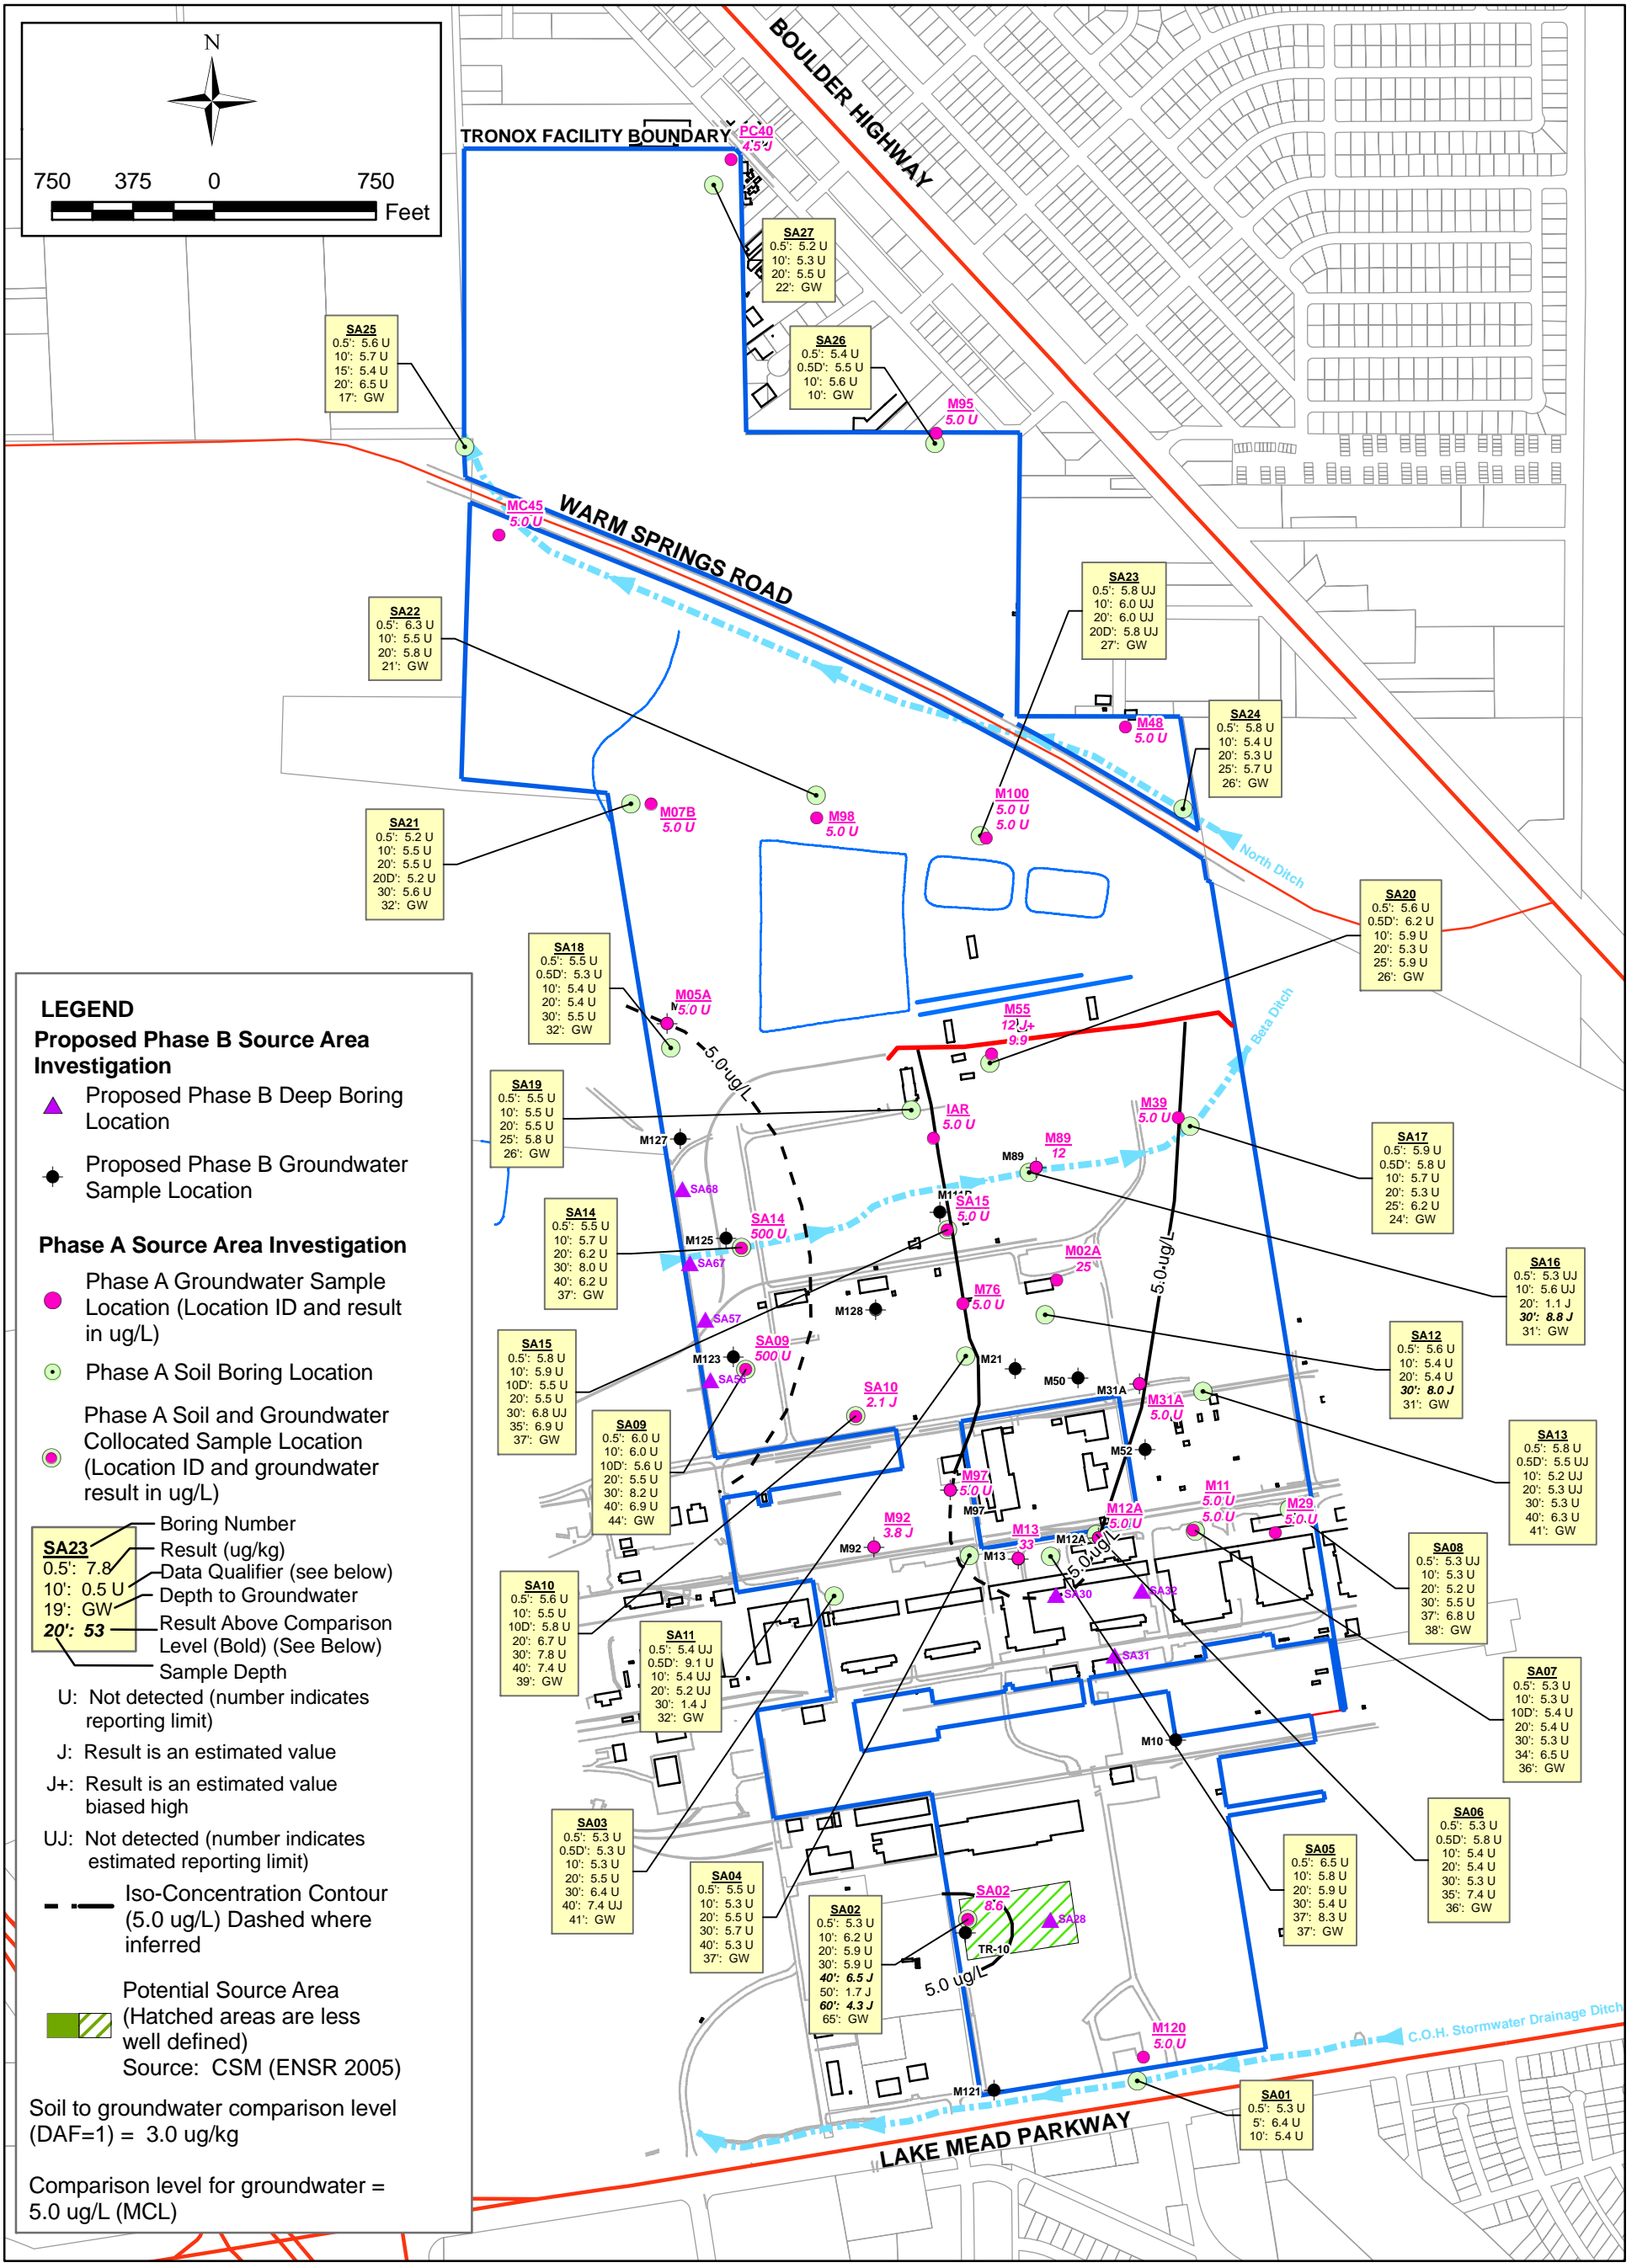 N
750 375 0 750
Feet
TRONOX FACILITY BOUNDARY
BOULDER HIGHWAY
PC40
4.5 J
SA27
0.5': 5.2 U
10': 5.3 U
20': 5.5 U
22': GW
SA25
0.5': 5.6 U
10': 5.7 U
15': 5.4 U
20': 6.5 U
17': GW
SA26
0.5': 5.4 U
0.5D': 5.5 U
10': 5.6 U
10': GW
M95
5.0 U
MC45
5.0 U
WARM SPRINGS ROAD
SA23
0.5': 5.8 UJ
10': 6.0 UJ
20': 6.0 UJ
20D': 5.8 UJ
27': GW
SA22
0.5': 6.3 U
10': 5.5 U
20': 5.8 U
21': GW
M48
5.0 U
SA24
0.5': 5.8 U
10': 5.4 U
20': 5.3 U
25': 5.7 U
26': GW
M100
5.0 U
5.0 U
M07B
5.0 U
M98
5.0 U
SA21
0.5': 5.2 U
10': 5.5 U
20': 5.5 U
20D': 5.2 U
30': 5.6 U
32': GW
North Ditch
SA20
0.5': 5.6 U
0.5D': 6.2 U
10': 5.9 U
20': 5.3 U
25': 5.9 U
26': GW
SA18
0.5': 5.5 U
0.5D': 5.3 U
10': 5.4 U
20': 5.4 U
30': 5.5 U
32': GW
M05A
5.0 U
M55
12 J+
9.9
Beta Ditch
5.0 ug/L
SA19
0.5': 5.5 U
10': 5.5 U
20': 5.5 U
25': 5.8 U
26': GW
IAR
5.0 U
M39
5.0 U
M127
M89
M89
12
SA17
0.5': 5.9 U
0.5D': 5.8 U
10': 5.7 U
20': 5.3 U
25': 6.2 U
24': GW
SA68
SA14
0.5': 5.5 U
10': 5.7 U
20': 6.2 U
30': 8.0 U
40': 6.2 U
37': GW
SA14
500 U
M125
SA67
SA15
5.0 U
M02A
25
5.0 ug/L
SA16
0.5': 5.3 UJ
10': 5.6 UJ
20': 1.1 J
30': 8.8 J
31': GW
M76
5.0 U
M128
SA57
SA15
0.5': 5.8 U
10': 5.9 U
10D': 5.5 U
20': 5.5 U
30': 6.8 UJ
35': 6.9 U
37': GW
M123
SA09
500 U
SA56
M21
M50
SA12
0.5': 5.6 U
10': 5.4 U
20': 5.4 U
30': 8.0 J
31': GW
SA10
2.1 J
M31A
M31A
5.0 U
SA09
0.5': 6.0 U
10': 6.0 U
10D': 5.6 U
20': 5.5 U
30': 8.2 U
40': 6.9 U
44': GW
M52
SA13
0.5': 5.8 U
0.5D': 5.5 UJ
10': 5.2 UJ
20': 5.3 UJ
30': 5.3 U
40': 6.3 U
41': GW
M97
5.0 U
M97
M92
3.8 J
M92
M13
33
M13
M12A
M12A
5.0 U
M11
5.0 U
5.0 U
M29
5.0 U
5.0 ug/L
SA08
0.5': 5.3 UJ
10': 5.3 U
20': 5.2 U
30': 5.5 U
37': 6.8 U
38': GW
SA10
0.5': 5.6 U
10': 5.5 U
10D': 5.8 U
20': 6.7 U
30': 7.8 U
40': 7.4 U
39': GW
SA30
SA32
SA31
SA11
0.5': 5.4 UJ
0.5D': 9.1 U
10': 5.4 UJ
20': 5.2 UJ
30': 1.4 J
32': GW
SA07
0.5': 5.3 U
10': 5.3 U
10D': 5.4 U
20': 5.4 U
30': 5.3 U
34': 6.5 U
36': GW
M10
SA03
0.5': 5.3 U
0.5D': 5.3 U
10': 5.3 U
20': 5.5 U
30': 6.4 U
40': 7.4 UJ
41': GW
SA04
0.5': 5.5 U
10': 5.3 U
20': 5.5 U
30': 5.7 U
40': 5.3 U
37': GW
SA06
0.5': 5.3 U
0.5D': 5.8 U
10': 5.4 U
20': 5.4 U
30': 5.3 U
35': 7.4 U
36': GW
SA05
0.5': 6.5 U
10': 5.8 U
20': 5.9 U
30': 5.4 U
37': 8.3 U
37': GW
SA02
0.5': 5.3 U
10': 6.2 U
20': 5.9 U
30': 5.9 U
40': 6.5 J
50': 1.7 J
60': 4.3 J
65': GW
SA02
8.6
SA28
TR-10
5.0 ug/L
M120
5.0 U
C.O.H. Stormwater Drainage Ditch
M121
LAKE MEAD PARKWAY
SA01
0.5': 5.3 U
5': 6.4 U
10': 5.4 U
LEGEND
Proposed Phase B Source Area
Investigation
Proposed Phase B Deep Boring
Location
Proposed Phase B Groundwater
Sample Location
Phase A Source Area Investigation
Phase A Groundwater Sample
Location (Location ID and result
in ug/L)
Phase A Soil Boring Location
Phase A Soil and Groundwater
Collocated Sample Location
(Location ID and groundwater
result in ug/L)
SA23
0.5': 7.8
10': 0.5 U
19': GW
20': 53
Boring Number
Result (ug/kg)
Data Qualifier (see below)
Depth to Groundwater
Result Above Comparison
Level (Bold) (See Below)
Sample Depth
U: Not detected (number indicates
reporting limit)
J: Result is an estimated value
J+: Result is an estimated value
biased high
UJ: Not detected (number indicates
estimated reporting limit)
Iso-Concentration Contour
(5.0 ug/L) Dashed where
inferred
Potential Source Area
(Hatched areas are less
well defined)
Source: CSM (ENSR 2005)
Soil to groundwater comparison level
(DAF=1) = 3.0 ug/kg
Comparison level for groundwater =
5.0 ug/L (MCL)